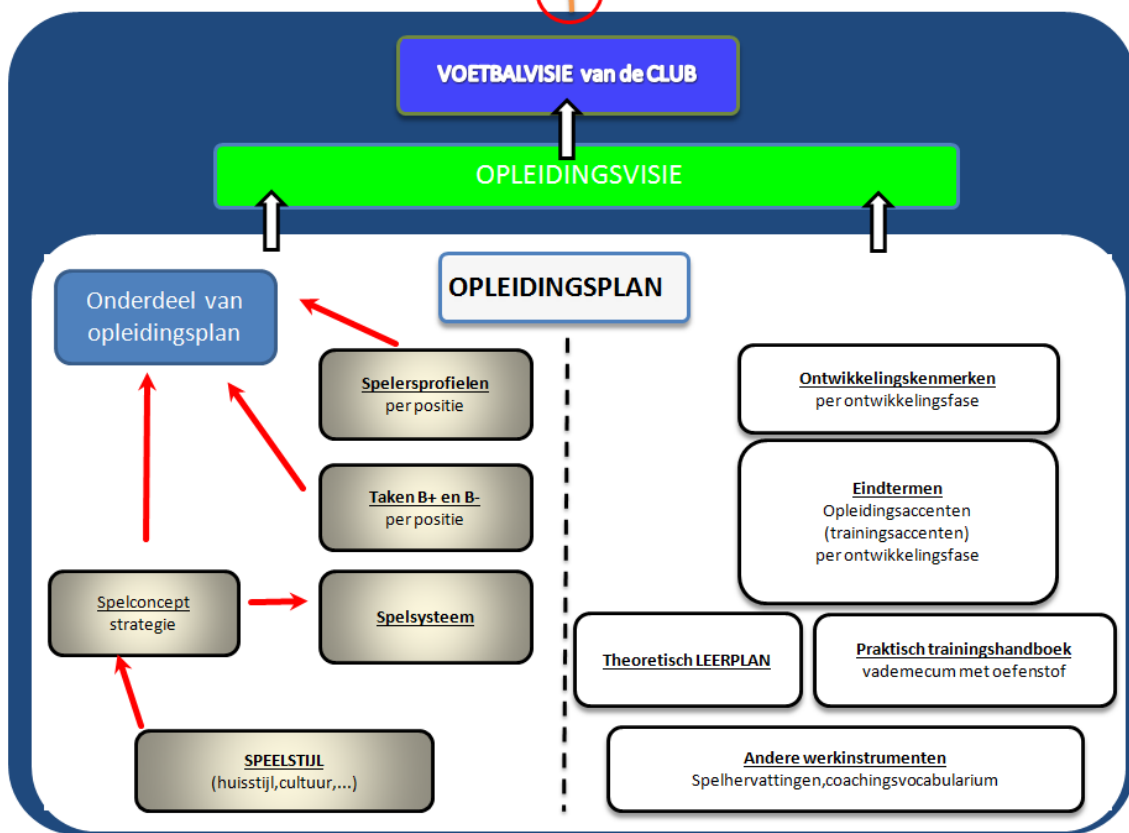 VOETBALVISIE van de CLUB
OPLEIDINGSVISIE
OPLEIDINGSPLAN
Onderdeel van
opleidingsplan
Spelersprofielen
per positie
Taken B+ en B-
per positie
Spelconcept
strategie
Spelsysteem
SPEELSTIJL
(huisstijl,cultuur,...)
Ontwikkelingskenmerken
per ontwikkelingsfase
Eindtermen
Opleidingsaccenten
(trainingsaccenten)
per ontwikkelingsfase
Theoretisch LEERPLAN
Praktisch trainingshandboek
vademecum met oefenstof
Andere werkinstrumenten
Spelhervattingen,coachingsvocabularium